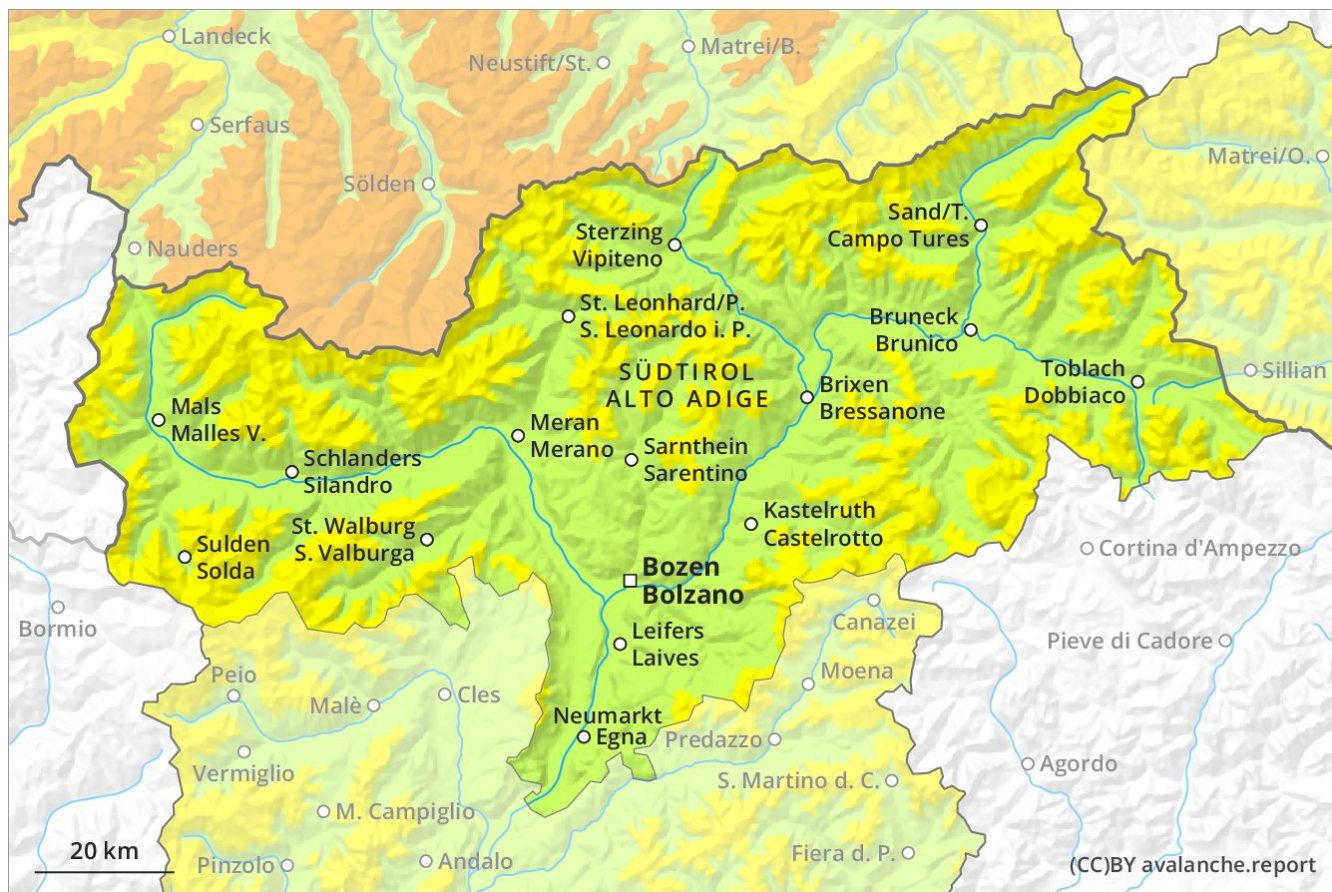 Landeck
Matrei/B.
Neustift/St.
Serfaus
Matrei/O.
Sölden
Sand/T.
Campo Tures
Sterzing
Vipiteno
Nauders
St. Leonhard/P.
S. Leonardo i. P.
Bruneck
Brunico
SÜDTIROL
ALTO ADIGE
Toblach
Dobbiaco
Sillian
Brixen
Bressanone
Mals
Malles V.
Meran
Merano
Sarnthein
Sarentino
Schlanders
Silandro
Kastelruth
Castelrotto
St. Walburg
S. Valburga
Sulden
Solda
Cortina d'Ampezzo
Bozen
Bolzano
Bormio
Canazei
Leifers
Laives
Pieve di Cadore
Peio
Moena
Malè
Cles
Neumarkt
Egna
Predazzo
Vermiglio
Agordo
S. Martino d. C.
M. Campiglio
20 km
Pinzolo
Andalo
Fiera d. P.
(CC)BY avalanche.report